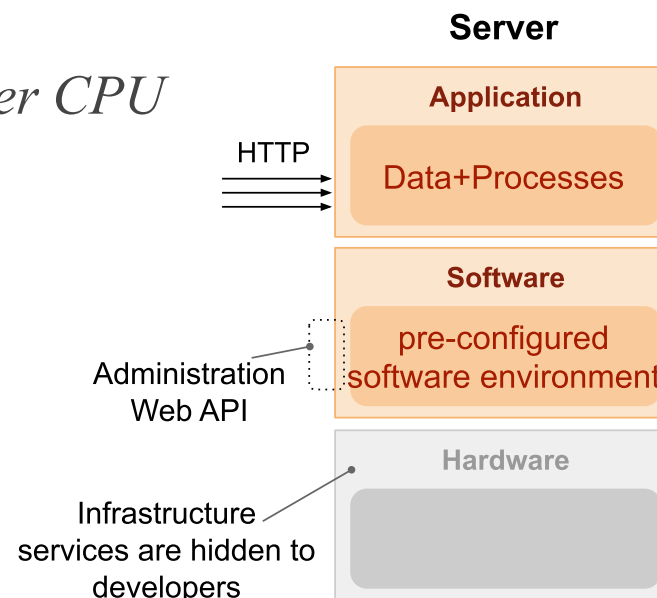 Server
er CPU
Application
HTTP
Data+Processes
Software
pre-configured
software environment
Administration
Web API
Hardware
Infrastructure
services are hidden to
developers